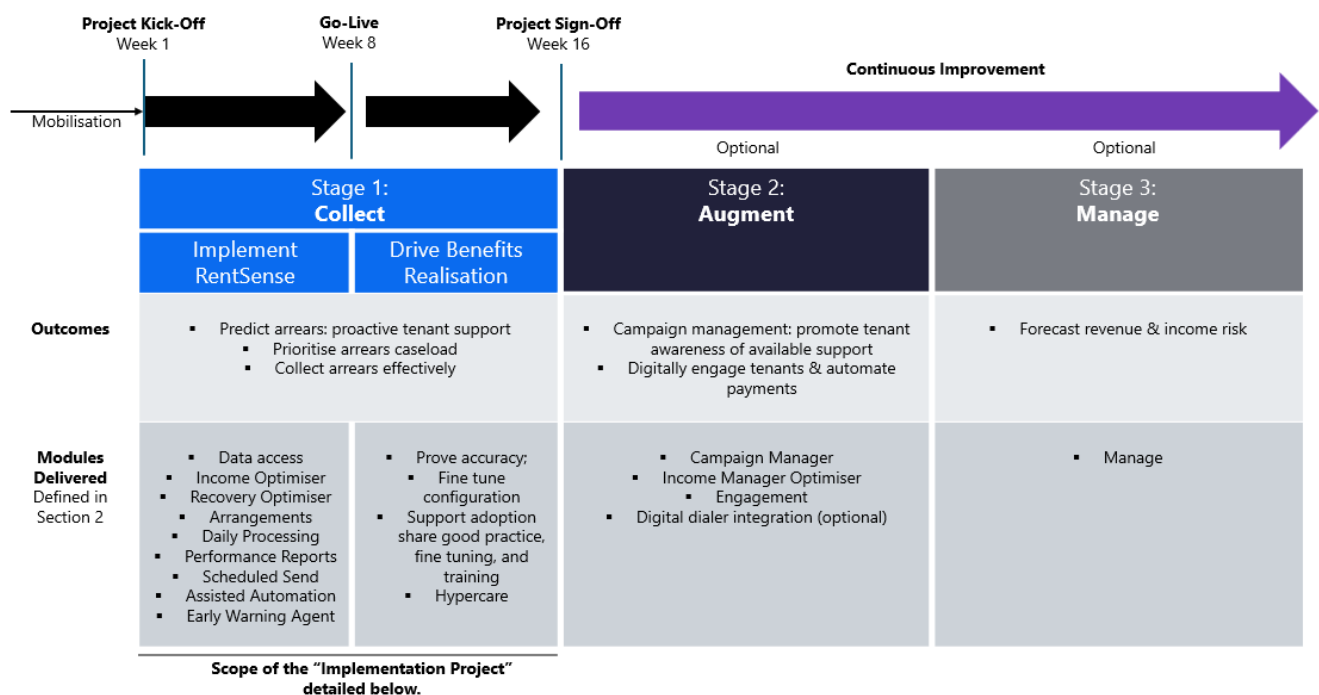 Project Kick-Off
Week 1
Go-Live
Week 8
Project Sign-Off
Week 16
Continuous Improvement
Mobilisation
Optional
Optional
Stage 1:
Collect
Stage 2:
Augment
Stage 3:
Manage
Implement
RentSense
Drive Benefits
Realisation
Outcomes
▪ Predict arrears: proactive tenant support
▪ Prioritise arrears caseload
▪ Collect arrears effectively
▪ Campaign management: promote tenant
awareness of available support
▪ Digitally engage tenants & automate
payments
▪ Forecast revenue & income risk
Modules
Delivered
Defined in
Section 2
▪ Data access
▪ Income Optimiser
▪ Recovery Optimiser
▪ Arrangements
▪ Daily Processing
▪ Performance Reports
▪ Scheduled Send
▪ Assisted Automation
▪ Early Warning Agent
▪ Prove accuracy;
▪ Fine tune
configuration
▪ Support adoption
share good practice,
fine tuning, and
training
▪ Hypercare
▪ Campaign Manager
▪ Income Manager Optimiser
▪ Engagement
▪ Digital dialer integration (optional)
▪ Manage
Scope of the “Implementation Project”
detailed below.